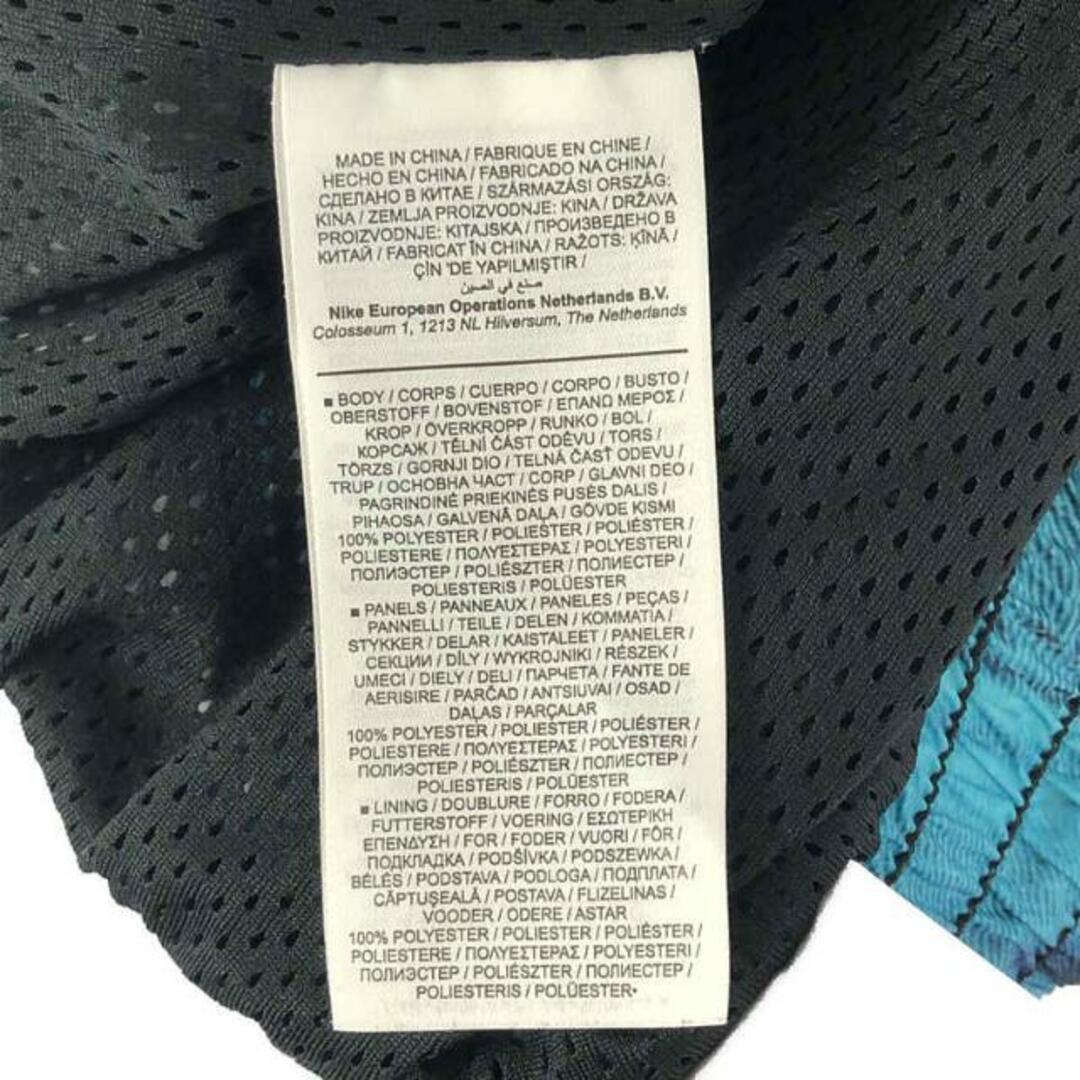 MADE IN CHINA / FABRIQUE EN CHINE /
HECHO EN CHINA / FABRICADO NA CHINA /
СДЕЛАНО В КИТАЕ / SZÁRMAZÁSI ORSZÁG:
KINA / ZEMLJA PROIZVODNJE: KINA / DRŽAVA
PROIZVODNJE: KITAJSKA / ПРОИЗВЕДЕНО В
КИТАЙ / FABRICAT ÎN CHINA / RAŽOTS: ĶĪNĀ /
ÇİN 'DE YAPILMIŞTIR /
صنع في الصين
Nike European Operations Netherlands B.V.
Colosseum 1, 1213 NL Hilversum, The Netherlands
■ BODY / CORPS / CUERPO / CORPO / BUSTO /
OBERSTOFF / BOVENSTOF / ΕΠΑΝΩ ΜΕΡΟΣ /
KROP / ÖVERKROPP / RUNKO / BOL /
КОРСАЖ / TĚLNÍ ČÁST ODĚVU / TORS /
TÖRZS / GORNJI DIO / TELNÁ ČASŤ ODEVU /
TRUP / ОСНОВНА ЧАСТ / CORP / GLAVNI DEO /
PAGRINDINĖ PRIEKINĖS PUSĖS DALIS /
PIHAOSA / GALVENĀ DAĻA / GÖVDE KISMI
100% POLYESTER / POLIESTER / POLIÉSTER /
POLIESTERE / ΠΟΛΥΕΣΤΕΡΑΣ / POLYESTERI /
ПОЛИЭСТЕР / POLIÉSZTER / ПОЛИЕСТЕР /
POLIESTERIS / POLÜESTER
■ PANELS / PANNEAUX / PANELES / PEÇAS /
PANNELLI / TEILE / DELEN / ΚΟΜΜΑΤΙΑ /
STYKKER / DELAR / KAISTALEET / PANELER /
СЕКЦИИ / DÍLY / WYKROJNIKI / RÉSZEK /
UMECI / DIELY / DELI / ПАРЧЕТА / FANTE DE
AERISIRE / PARČAD / ANTSIUVAI / OSAD /
DAĻAS / PARÇALAR
100% POLYESTER / POLIESTER / POLIÉSTER /
POLIESTERE / ΠΟΛΥΕΣΤΕΡΑΣ / POLYESTERI /
ПОЛИЭСТЕР / POLIÉSZTER / ПОЛИЕСТЕР /
POLIESTERIS / POLÜESTER
■ LINING / DOUBLURE / FORRO / FODERA /
FUTTERSTOFF / VOERING / ΕΣΩΤΕΡΙΚΗ
ΕΠΕΝΔΥΣΗ / FOR / FODER / VUORI / FÔR /
ПОДКЛАДКА / PODŠÍVKA / PODSZEWKA /
BÉLÉS / PODSTAVA / PODLOGA / ПОДПЛАТА /
CĂPTUŞEALĂ / POSTAVA / FLIZELINAS /
VOODER / ODERE / ASTAR
100% POLYESTER / POLIESTER / POLIÉSTER /
POLIESTERE / ΠΟΛΥΕΣΤΕΡΑΣ / POLYESTERI /
ПОЛИЭСТЕР / POLIÉSZTER / ПОЛИЕСТЕР /
POLIESTERIS / POLÜESTER•